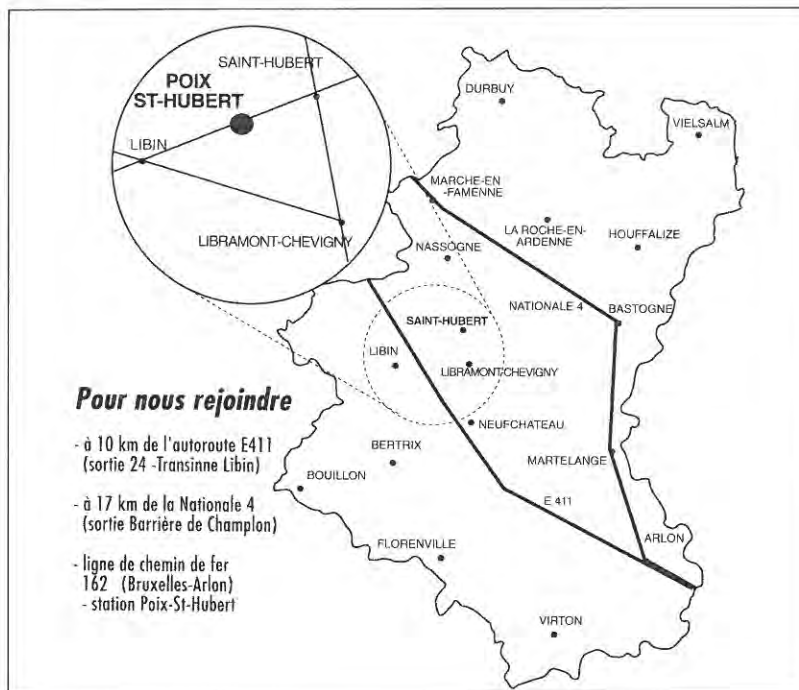 SAINT-HUBERT
POIX
ST-HUBERT
LIBIN
LIBRAMONT-CHEVIGNY
DURBUY
VIELSALM
MARCHE-EN
-FAMENNE
LA ROCHE-EN-
ARDENNE
HOUFFALIZE
NASSOGNE
NATIONALE 4
BASTOGNE
SAINT-HUBERT
LIBIN
LIBRAMONT-CHEVIGNY
NEUFCHATEAU
BERTRIX
MARTELANGE
BOUILLON
E 411
ARLON
FLORENVILLE
VIRTON
Pour nous rejoindre
- à 10 km de l'autoroute E411
(sortie 24 -Transinne Libin)
- à 17 km de la Nationale 4
(sortie Barrière de Champlon)
- ligne de chemin de fer
162 (Bruxelles-Arlon)
- station Poix-St-Hubert